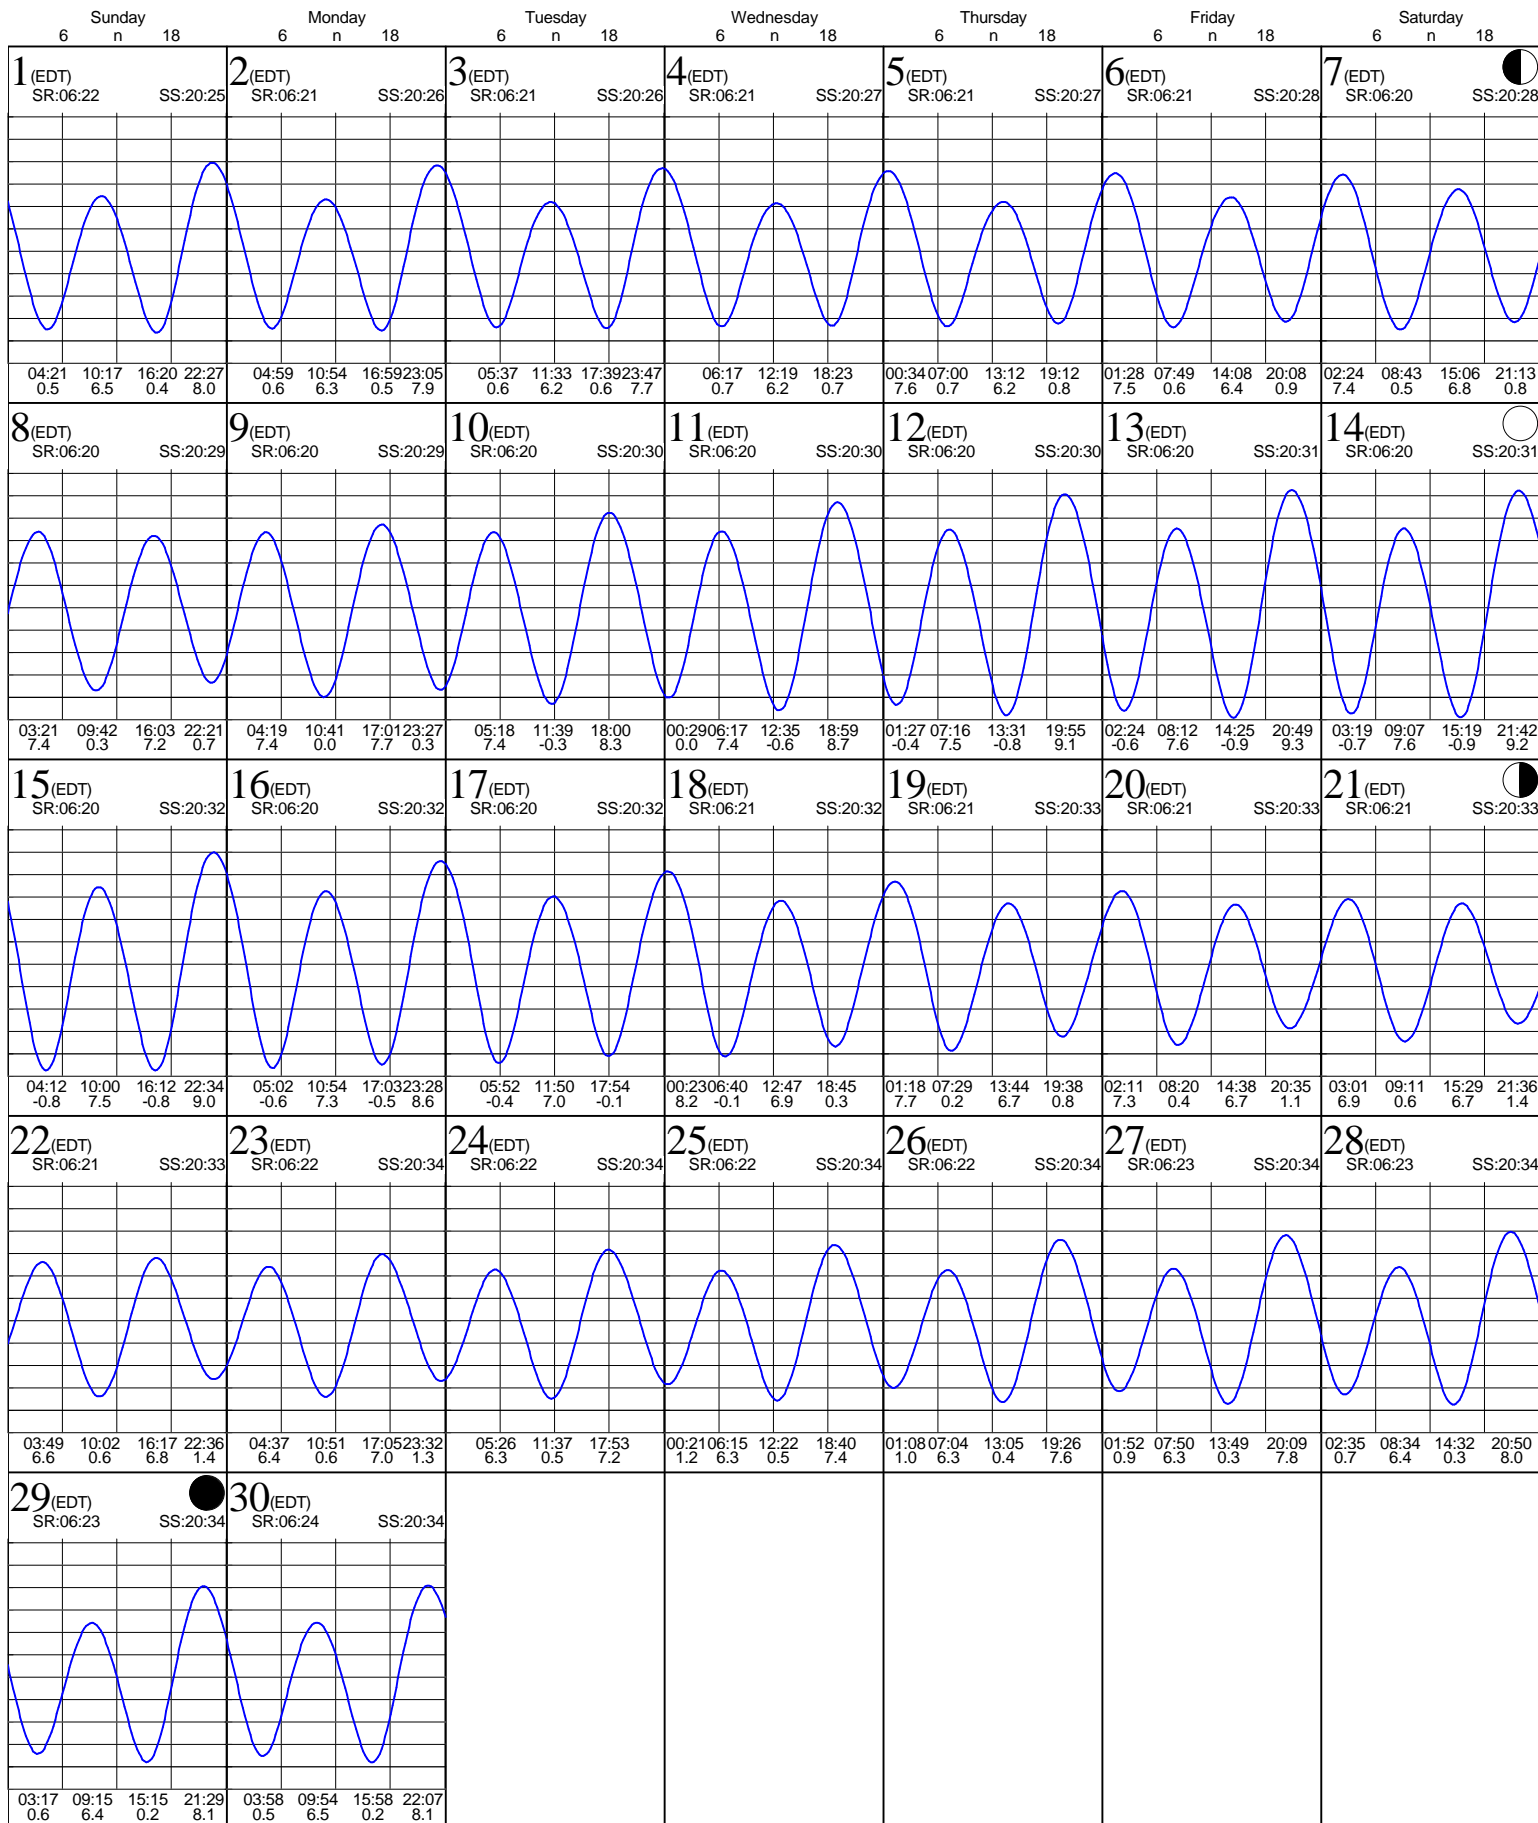 Sunday Monday Tuesday Wednesday Thursday Friday Saturday
6 n 18 6 n 18 6 n 18 6 n 18 6 n 18 6 n 18 6 n 18
1(EDT) 2(EDT) 3(EDT) 4(EDT) 5(EDT) 6(EDT) 7(EDT)
SR:06:22 SS:20:25 SR:06:21 SS:20:26 SR:06:21 SS:20:26 SR:06:21 SS:20:27 SR:06:21 SS:20:27 SR:06:21 SS:20:28 SR:06:20 SS:20:28
04:21 10:17 16:20 22:27 04:59 10:54 16:59 23:05 05:37 11:33 17:39 23:47 06:17 12:19 18:23 00:34 07:00 13:12 19:12 01:28 07:49 14:08 20:08 02:24 08:43 15:06 21:13
0.5 6.5 0.4 8.0 0.6 6.3 0.5 7.9 0.6 6.2 0.6 7.7 0.7 6.2 0.7 7.6 0.7 6.2 0.8 7.5 0.6 6.4 0.9 7.4 0.5 6.8 0.8
8(EDT) 9(EDT) 10(EDT) 11(EDT) 12(EDT) 13(EDT) 14(EDT)
SR:06:20 SS:20:29 SR:06:20 SS:20:29 SR:06:20 SS:20:30 SR:06:20 SS:20:30 SR:06:20 SS:20:30 SR:06:20 SS:20:31 SR:06:20 SS:20:31
03:21 09:42 16:03 22:21 04:19 10:41 17:01 23:27 05:18 11:39 18:00 00:29 06:17 12:35 18:59 01:27 07:16 13:31 19:55 02:24 08:12 14:25 20:49 03:19 09:07 15:19 21:42
7.4 0.3 7.2 0.7 7.4 0.0 7.7 0.3 7.4 -0.3 8.3 0.0 7.4 -0.6 8.7 -0.4 7.5 -0.8 9.1 -0.6 7.6 -0.9 9.3 -0.7 7.6 -0.9 9.2
15(EDT) 16(EDT) 17(EDT) 18(EDT) 19(EDT) 20(EDT) 21(EDT)
SR:06:20 SS:20:32 SR:06:20 SS:20:32 SR:06:20 SS:20:32 SR:06:21 SS:20:32 SR:06:21 SS:20:33 SR:06:21 SS:20:33 SR:06:21 SS:20:33
04:12 10:00 16:12 22:34 05:02 10:54 17:03 23:28 05:52 11:50 17:54 00:23 06:40 12:47 18:45 01:18 07:29 13:44 19:38 02:11 08:20 14:38 20:35 03:01 09:11 15:29 21:36
-0.8 7.5 -0.8 9.0 -0.6 7.3 -0.5 8.6 -0.4 7.0 -0.1 8.2 -0.1 6.9 0.3 7.7 0.2 6.7 0.8 7.3 0.4 6.7 1.1 6.9 0.6 6.7 1.4
22(EDT) 23(EDT) 24(EDT) 25(EDT) 26(EDT) 27(EDT) 28(EDT)
SR:06:21 SS:20:33 SR:06:22 SS:20:34 SR:06:22 SS:20:34 SR:06:22 SS:20:34 SR:06:22 SS:20:34 SR:06:23 SS:20:34 SR:06:23 SS:20:34
03:49 10:02 16:17 22:36 04:37 10:51 17:05 23:32 05:26 11:37 17:53 00:21 06:15 12:22 18:40 01:08 07:04 13:05 19:26 01:52 07:50 13:49 20:09 02:35 08:34 14:32 20:50
6.6 0.6 6.8 1.4 6.4 0.6 7.0 1.3 6.3 0.5 7.2 1.2 6.3 0.5 7.4 1.0 6.3 0.4 7.6 0.9 6.3 0.3 7.8 0.7 6.4 0.3 8.0
29(EDT) 30(EDT)
SR:06:23 SS:20:34 SR:06:24 SS:20:34
03:17 09:15 15:15 21:29 03:58 09:54 15:58 22:07
0.6 6.4 0.2 8.1 0.5 6.5 0.2 8.1